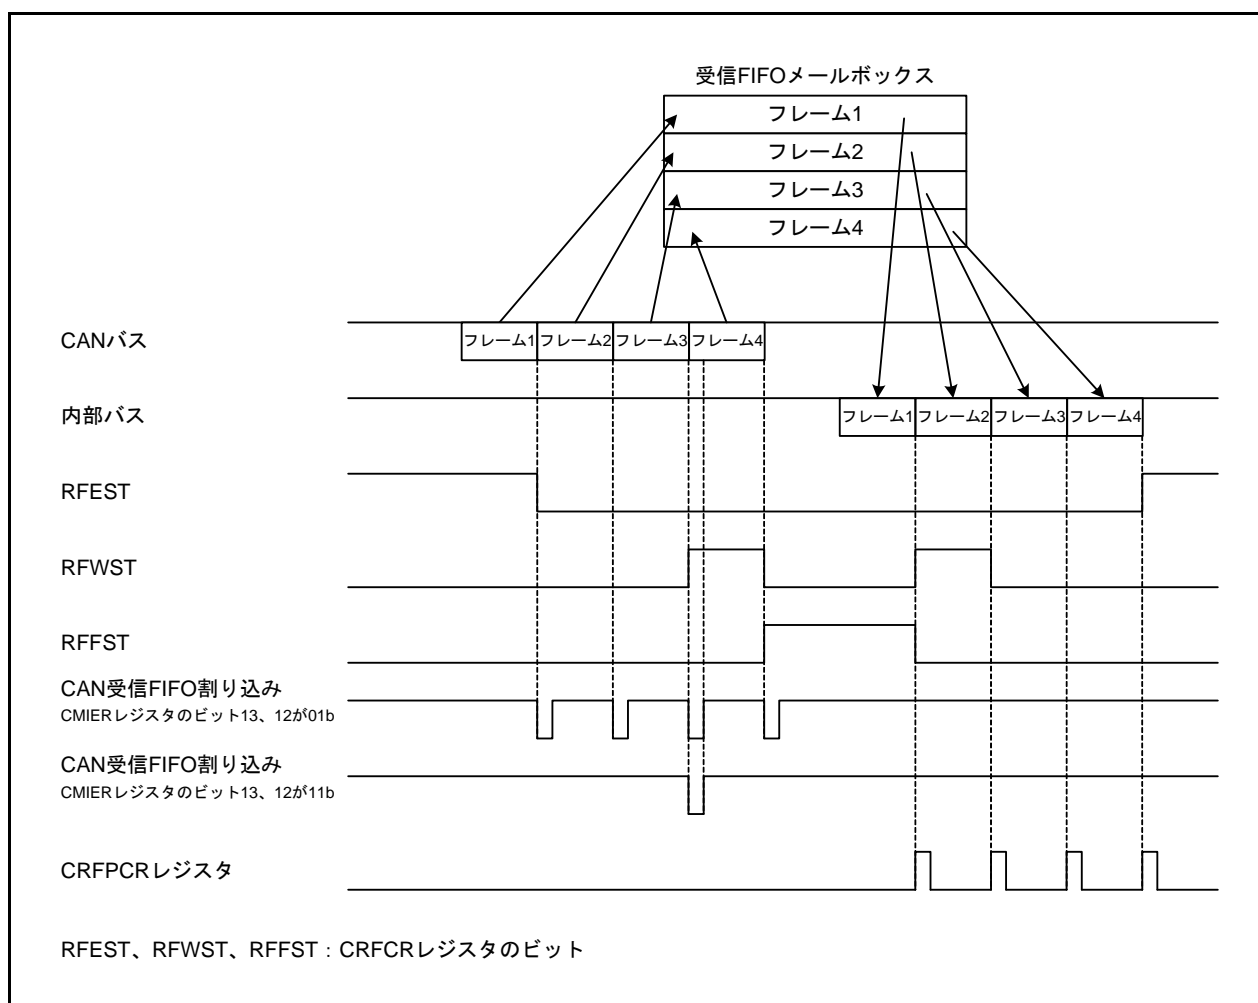 受信FIFOメールボックス
フレーム1
フレーム2
フレーム3
フレーム4
CANバス
フレーム1 フレーム2 フレーム3 フレーム4
内部バス
フレーム1 フレーム2 フレーム3 フレーム4
RFEST
RFWST
RFFST
CAN受信FIFO割り込み
CMIERレジスタのビット13、12が01b
CAN受信FIFO割り込み
CMIERレジスタのビット13、12が11b
CRFPCRレジスタ
RFEST、RFWST、RFFST：CRFCRレジスタのビット